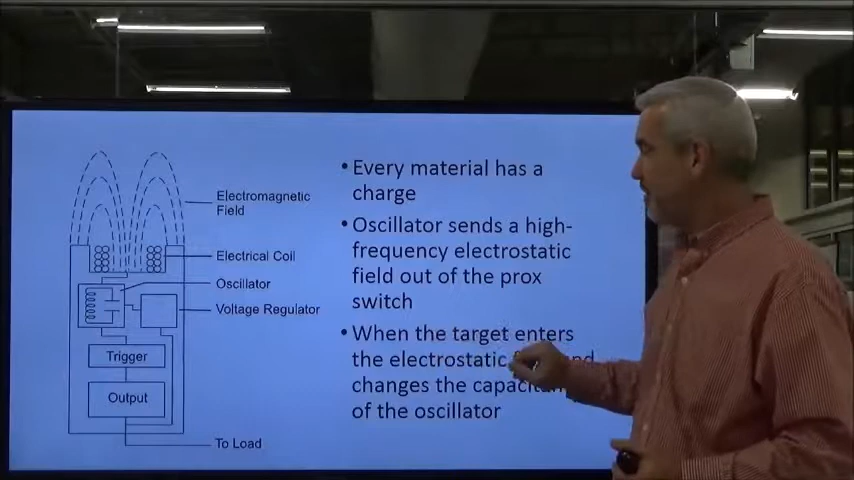 Electromagnetic
Field
Electrical Coil
Oscillator
Voltage Regulator
Trigger
Output
To Load
• Every material has a
charge
• Oscillator sends a high-
frequency electrostatic
field out of the prox
switch
• When the target enters
the electrostatic
changes the
of the oscillator